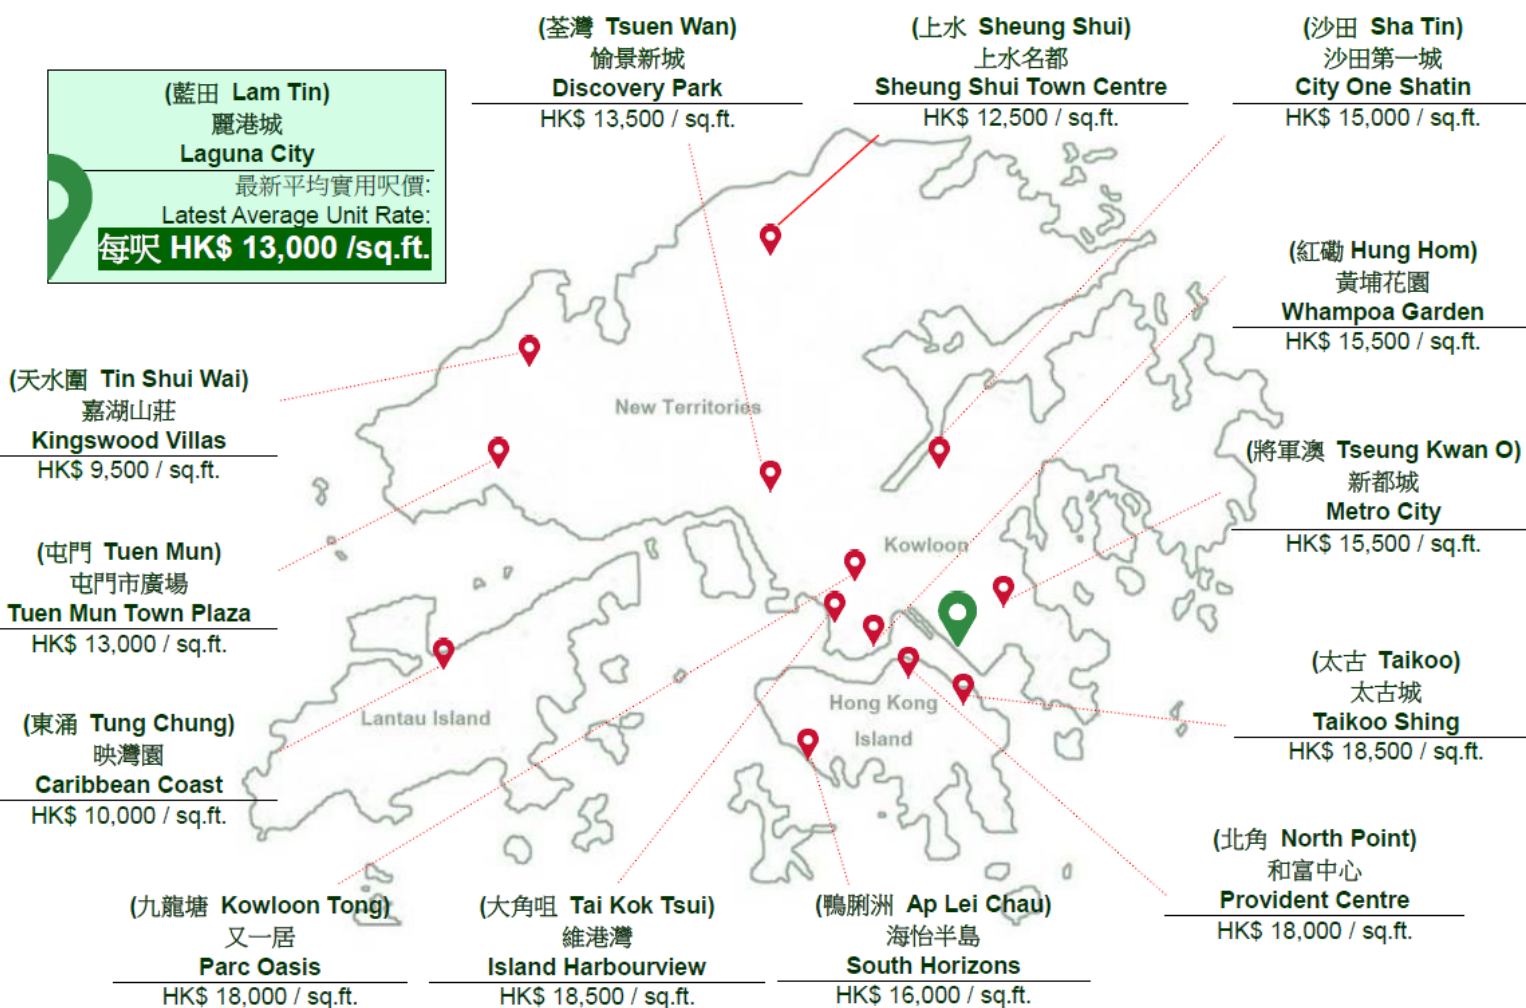 (荃灣 Tsuen Wan)
愉景新城
Discovery Park
HK$ 13,500 / sq.ft.
(上水 Sheung Shui)
上水名都
Sheung Shui Town Centre
HK$ 12,500 / sq.ft.
(沙田 Sha Tin)
沙田第一城
City One Shatin
HK$ 15,000 / sq.ft.
(藍田 Lam Tin)
麗港城
Laguna City
最新平均實用呎價:
Latest Average Unit Rate:
每呎 HK$ 13,000 /sq.ft.
(紅磡 Hung Hom)
黃埔花園
Whampoa Garden
HK$ 15,500 / sq.ft.
(天水圍 Tin Shui Wai)
嘉湖山莊
Kingswood Villas
HK$ 9,500 / sq.ft.
New Territories
(將軍澳 Tseung Kwan O)
新都城
Metro City
HK$ 15,500 / sq.ft.
Kowloon
(屯門 Tuen Mun)
屯門市廣場
Tuen Mun Town Plaza
HK$ 13,000 / sq.ft.
(太古 Taikoo)
太古城
Taikoo Shing
HK$ 18,500 / sq.ft.
Hong Kong
Island
Lantau Island
(東涌 Tung Chung)
映灣園
Caribbean Coast
HK$ 10,000 / sq.ft.
(北角 North Point)
和富中心
Provident Centre
HK$ 18,000 / sq.ft.
(九龍塘 Kowloon Tong)
又一居
Parc Oasis
HK$ 18,000 / sq.ft.
(大角咀 Tai Kok Tsui)
維港灣
Island Harbourview
HK$ 18,500 / sq.ft.
(鴨脷洲 Ap Lei Chau)
海怡半島
South Horizons
HK$ 16,000 / sq.ft.